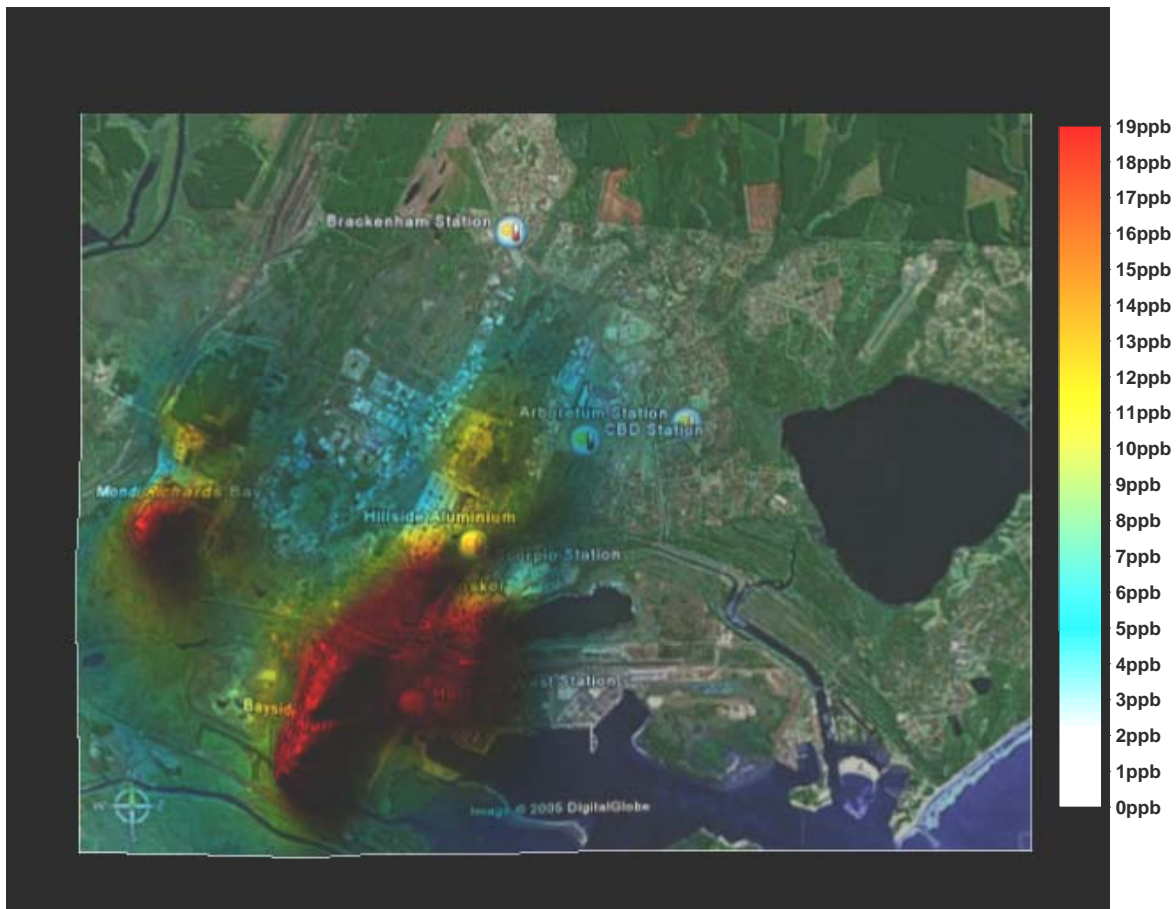 19ppb
18ppb
17ppb
16ppb
15ppb
14ppb
13ppb
12ppb
11ppb
10ppb
9ppb
8ppb
7ppb
6ppb
5ppb
4ppb
3ppb
2ppb
1ppb
0ppb
Brackenham Station
Arboretum Station
CBD Station
Richards Bay
Hillside Aluminium
Scorpio Station
Station
Image © 2005 DigitalGlobe
W